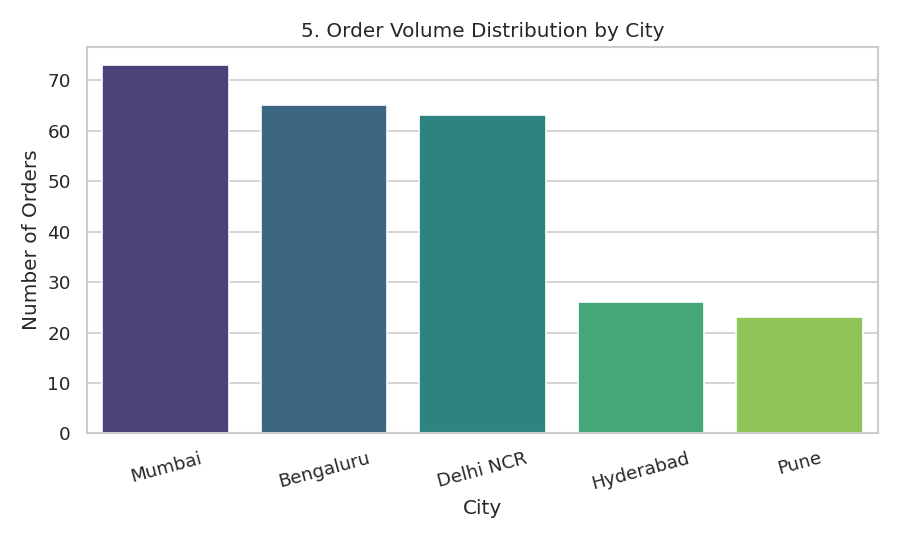 5. Order Volume Distribution by City
Number of Orders
70
60
50
40
30
20
10
0
Mumbai
Bengaluru
Delhi NCR
Hyderabad
Pune
City